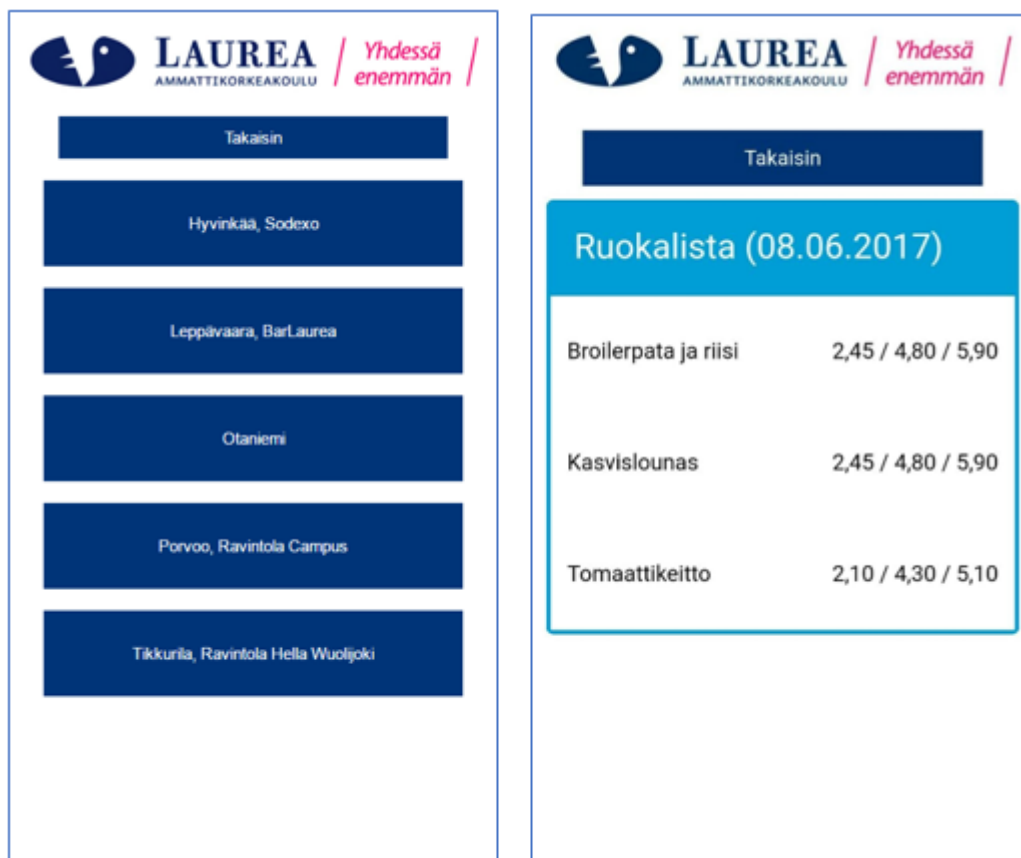 LAUREA
AMMATTIKORKEAKOULU
Yhdessä
enemmän
Takaisin
Hyvinkää, Sodexo
Leppävaara, BarLaurea
Otaniemi
Porvoo, Ravintola Campus
Tikkurila, Ravintola Hella Wuolijoki
LAUREA
AMMATTIKORKEAKOULU
Yhdessä
enemmän
Takaisin
Ruokalista (08.06.2017)
Broilerpata ja riisi 2,45 / 4,80 / 5,90
Kasvislounas 2,45 / 4,80 / 5,90
Tomaattikeitto 2,10 / 4,30 / 5,10